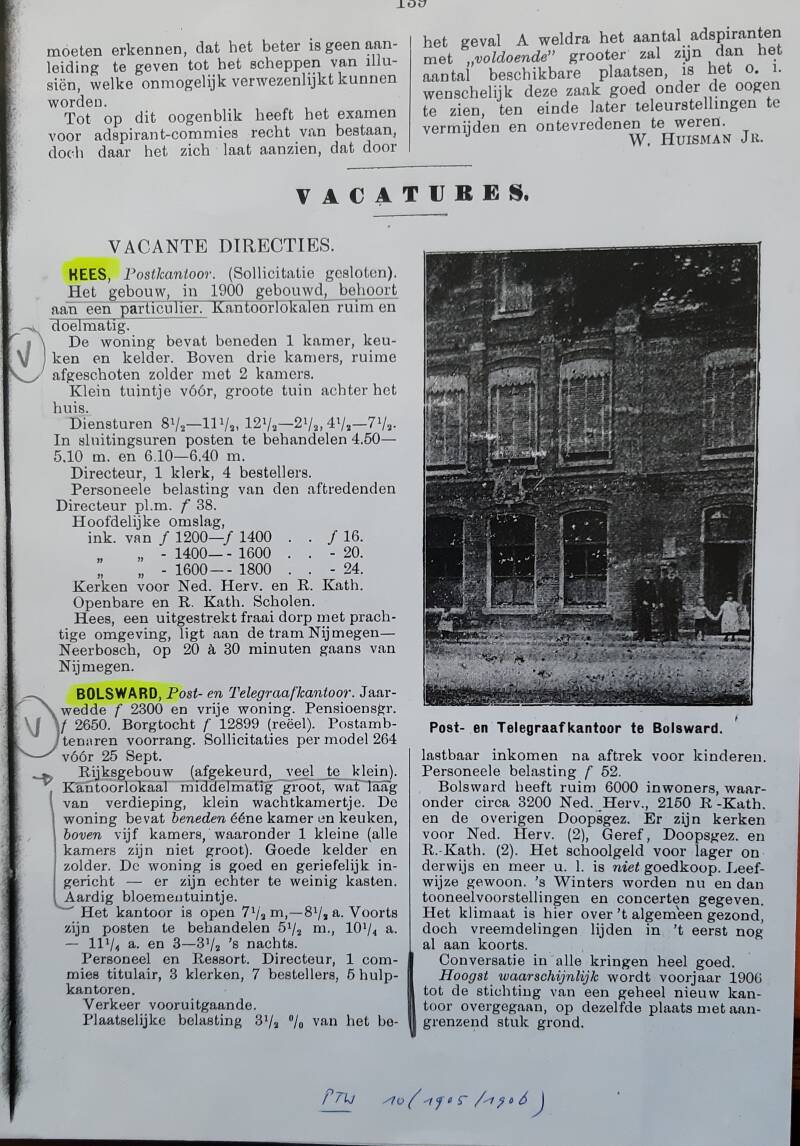 139
moeten erkennen, dat het beter is geen aan-
leiding te geven tot het scheppen van illu-
siën, welke onmogelijk verwezenlijkt kunnen
worden.
Tot op dit oogenblik heeft het examen
voor adspirant-commies recht van bestaan,
doch daar het zich laat aanzien, dat door
het geval A weldra het aantal adspiranten
met „voldoende” grooter zal zijn dan het
aantal beschikbare plaatsen, is het o. i.
wenschelijk deze zaak goed onder de oogen
te zien, ten einde later teleurstellingen te
vermijden en ontevredenen te weren.
W. HUISMAN JR.
VACATURES.
VACANTE DIRECTIES.
HEES, Postkantoor. (Sollicitatie gesloten).
Het gebouw, in 1900 gebouwd, behoort
aan een particulier. Kantoorlokalen ruim en
doelmatig.
De woning bevat beneden 1 kamer, keu-
ken en kelder. Boven drie kamers, ruime
afgeschoten zolder met 2 kamers.
Klein tuintje vóór, groote tuin achter het
huis.
Diensturen 8½—11½, 12½—2½, 4½—7½.
In sluitingsuren posten te behandelen 4.50—
5.10 m. en 6.10—6.40 m.
Directeur, 1 klerk, 4 bestellers.
Personeele belasting van den aftredenden
Directeur pl.m. f 38.
Hoofdelijke omslag,
ink. van f 1200—f 1400 . . f 16.
„ „ - 1400—- 1600 . . - 20.
„ „ - 1600—- 1800 . . - 24.
Kerken voor Ned. Herv. en R. Kath.
Openbare en R. Kath. Scholen.
Hees, een uitgestrekt fraai dorp met prach-
tige omgeving, ligt aan de tram Nijmegen—
Neerbosch, op 20 à 30 minuten gaans van
Nijmegen.
V
BOLSWARD, Post- en Telegraafkantoor. Jaar-
wedde f 2300 en vrije woning. Pensioensgr.
f 2650. Borgtocht f 12899 (reëel). Postamb-
tenaren voorrang. Sollicitaties per model 264
vóór 25 Sept.
V
Rijksgebouw (afgekeurd, veel te klein).
Kantoorlokaal middelmatig groot, wat laag
van verdieping, klein wachtkamertje. De
woning bevat beneden ééne kamer en keuken,
boven vijf kamers, waaronder 1 kleine (alle
kamers zijn niet groot). Goede kelder en
zolder. De woning is goed en geriefelijk in-
gericht — er zijn echter te weinig kasten.
Aardig bloementuintje.
Het kantoor is open 7½ m,—8½ a. Voorts
zijn posten te behandelen 5½ m., 10¼ a.
— 11¼ a. en 3—3½ 's nachts.
Personeel en Ressort. Directeur, 1 com-
mies titulair, 3 klerken, 7 bestellers, 5 hulp-
kantoren.
Verkeer vooruitgaande.
Plaatselijke belasting 3½ % van het be-
Post- en Telegraafkantoor te Bolsward.
lastbaar inkomen na aftrek voor kinderen.
Personeele belasting f 52.
Bolsward heeft ruim 6000 inwoners, waar-
onder circa 3200 Ned. Herv., 2150 R-Kath.
en de overigen Doopsgez. Er zijn kerken
voor Ned. Herv. (2), Geref, Doopsgez. en
R.-Kath. (2). Het schoolgeld voor lager on
derwijs en meer u. l. is niet goedkoop. Leef-
wijze gewoon. 's Winters worden nu en dan
tooneelvoorstellingen en concerten gegeven.
Het klimaat is hier over 't algemeen gezond,
doch vreemdelingen lijden in 't eerst nog
al aan koorts.
Conversatie in alle kringen heel goed.
Hoogst waarschijnlijk wordt voorjaar 1906
tot de stichting van een geheel nieuw kan-
toor overgegaan, op dezelfde plaats met aan-
grenzend stuk grond.
PTW 10 (1905/1906)